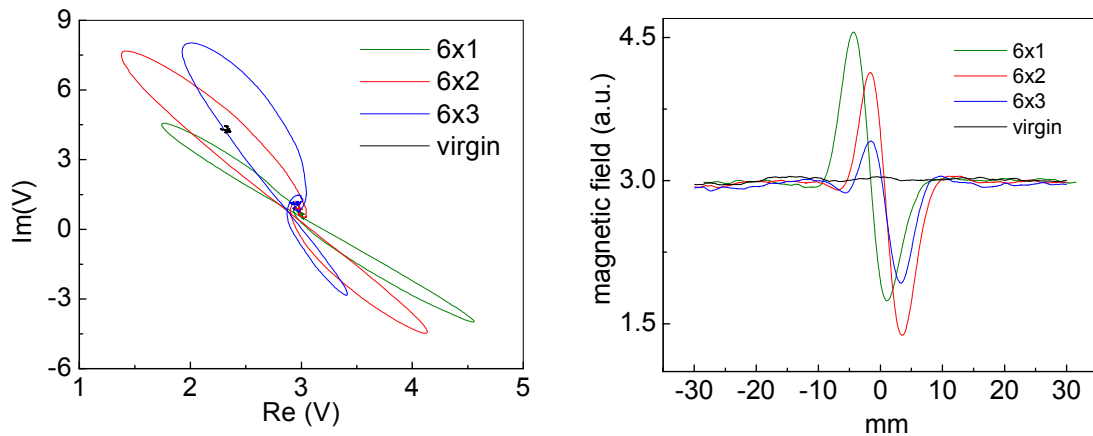 9
6
3
0
-3
-6
Im(V)
1 2 3 4 5
Re (V)
6x1
6x2
6x3
virgin
4.5
3.0
1.5
magnetic field (a.u.)
-30 -20 -10 0 10 20 30
mm
6x1
6x2
6x3
virgin